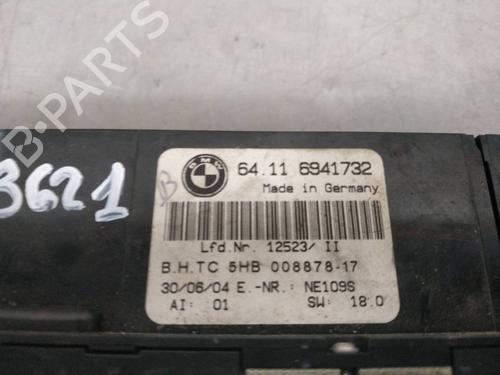 BMW
64.11 6941732
Made in Germany
B
3621
Lfd.Nr. 12523/ II
B.H.TC 5HB 008878-17
30/06/04 E.-NR.: NE109S
AI: 01 SW: 18.0
B-PARTS